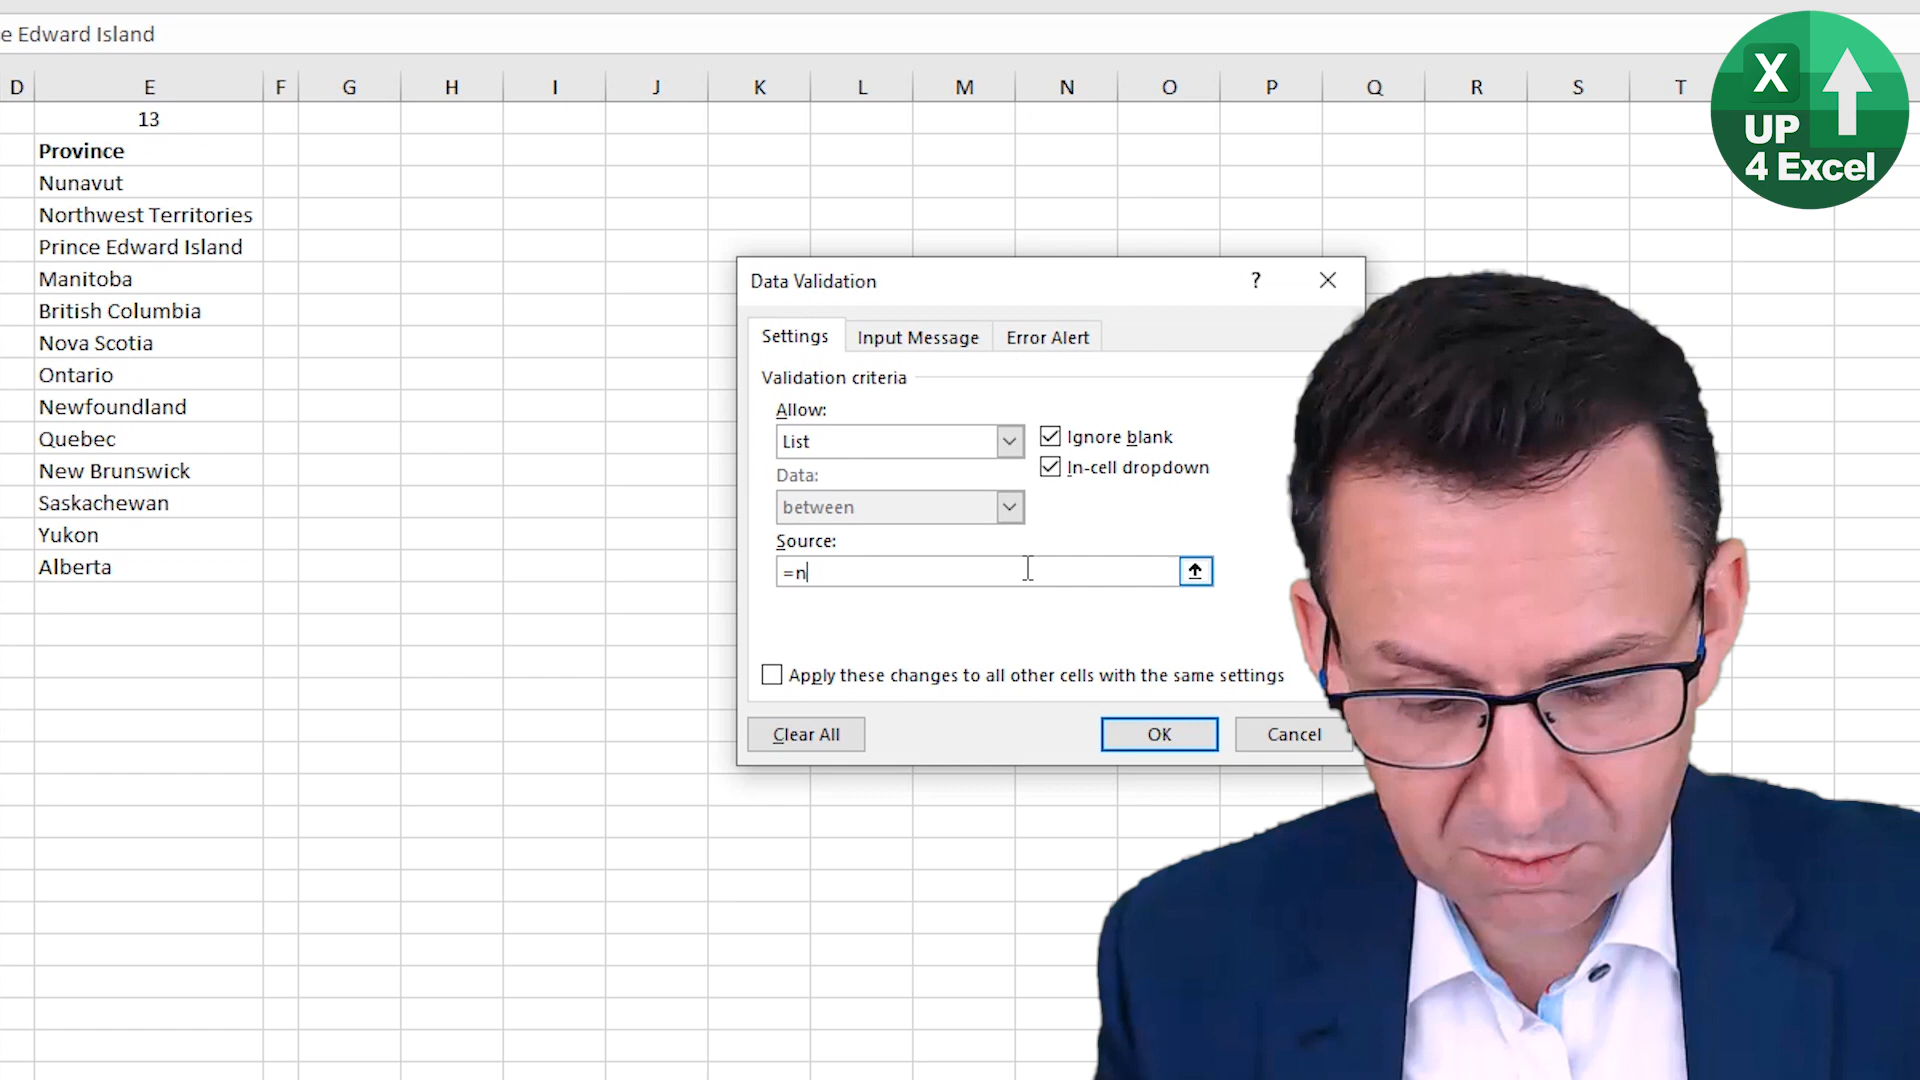 e Edward Island
D E F G H I J K L M N O P Q R S T
13
Province
Nunavut
Northwest Territories
Prince Edward Island
Manitoba
British Columbia
Nova Scotia
Ontario
Newfoundland
Quebec
New Brunswick
Saskachewan
Yukon
Alberta
Data Validation ?
Settings Input Message Error Alert
Validation criteria
Allow:
List
Ignore blank
Data:
In-cell dropdown
between
Source:
=n
Apply these changes to all other cells with the same settings
Clear All OK Cancel
X
UP
4 Excel